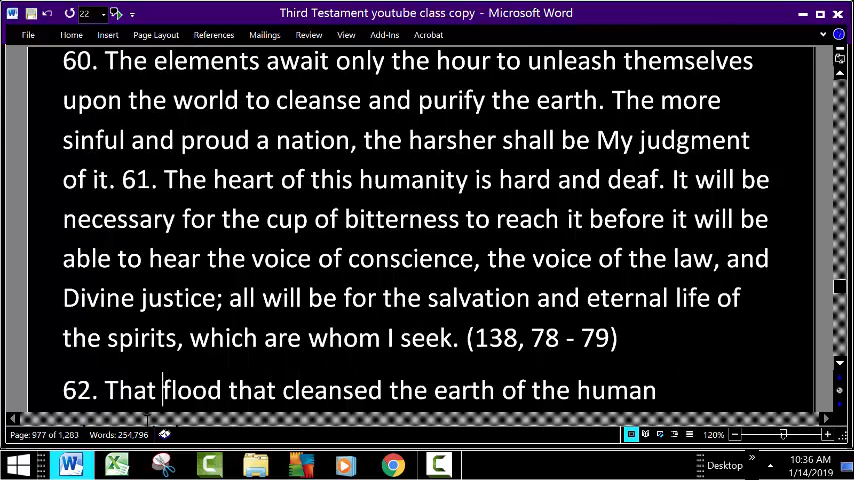 22
Third Testament youtube class copy - Microsoft Word
File Home Insert Page Layout References Mailings Review View Add-Ins Acrobat
60. The elements await only the hour to unleash themselves
upon the world to cleanse and purify the earth. The more
sinful and proud a nation, the harsher shall be My judgment
of it. 61. The heart of this humanity is hard and deaf. It will be
necessary for the cup of bitterness to reach it before it will be
able to hear the voice of conscience, the voice of the law, and
Divine justice; all will be for the salvation and eternal life of
the spirits, which are whom I seek. (138, 78 - 79)
62. That flood that cleansed the earth of the human
Page: 977 of 1,283 Words: 254,796 120%
Desktop
10:36 AM
1/14/2019